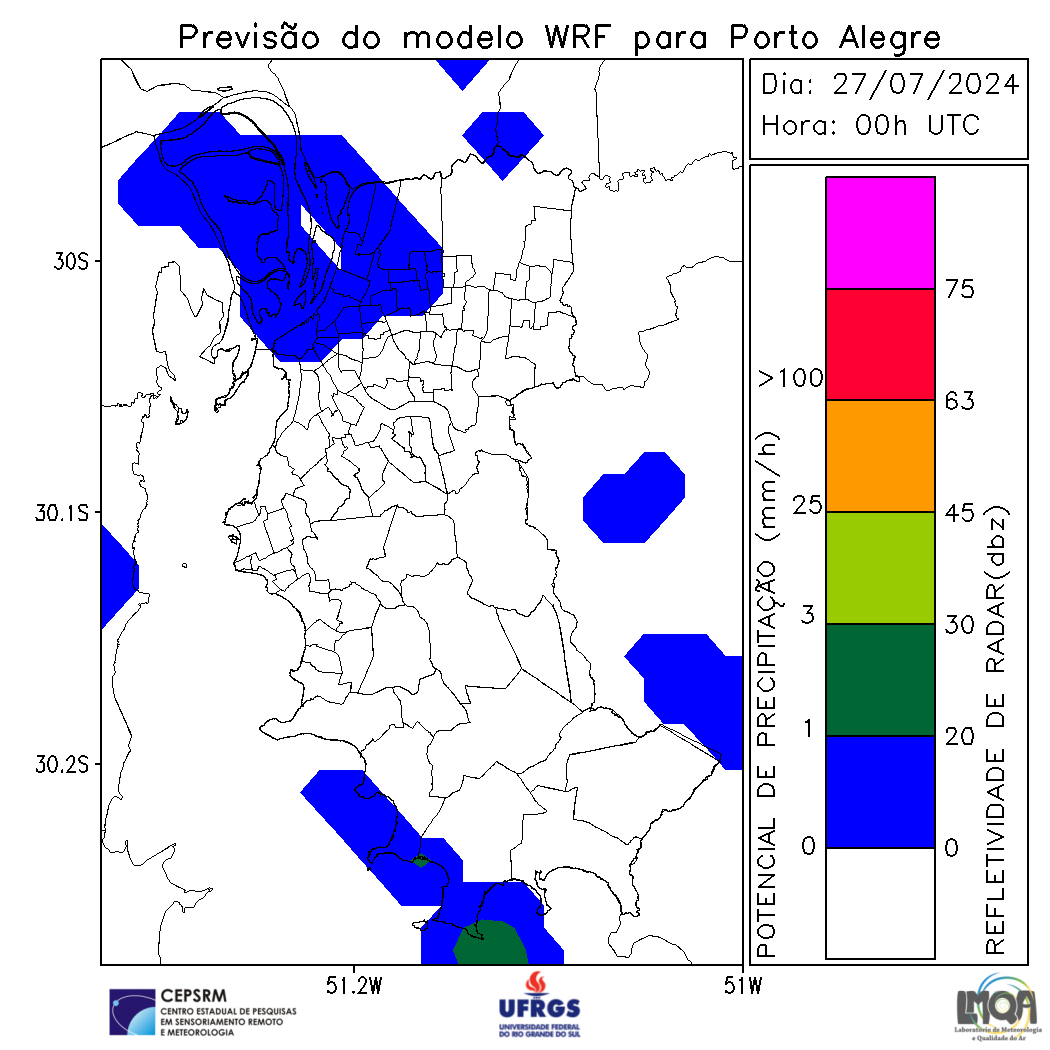 Previsão do modelo WRF para Porto Alegre
Dia: 27/07/2024
Hora: 00h UTC
30S
30.1S
30.2S
51.2W
51W
POTENCIAL DE PRECIPITAÇÃO (mm/h)
>100
25
3
1
0
75
63
45
30
20
0
REFLETIVIDADE DE RADAR(dbz)
CEPSRM
CENTRO ESTADUAL DE PESQUISAS
EM SENSORIAMENTO REMOTO
E METEOROLOGIA
UFRGS
UNIVERSIDADE FEDERAL
DO RIO GRANDE DO SUL
LMQA
Laboratório de Meteorologia
e Qualidade do Ar